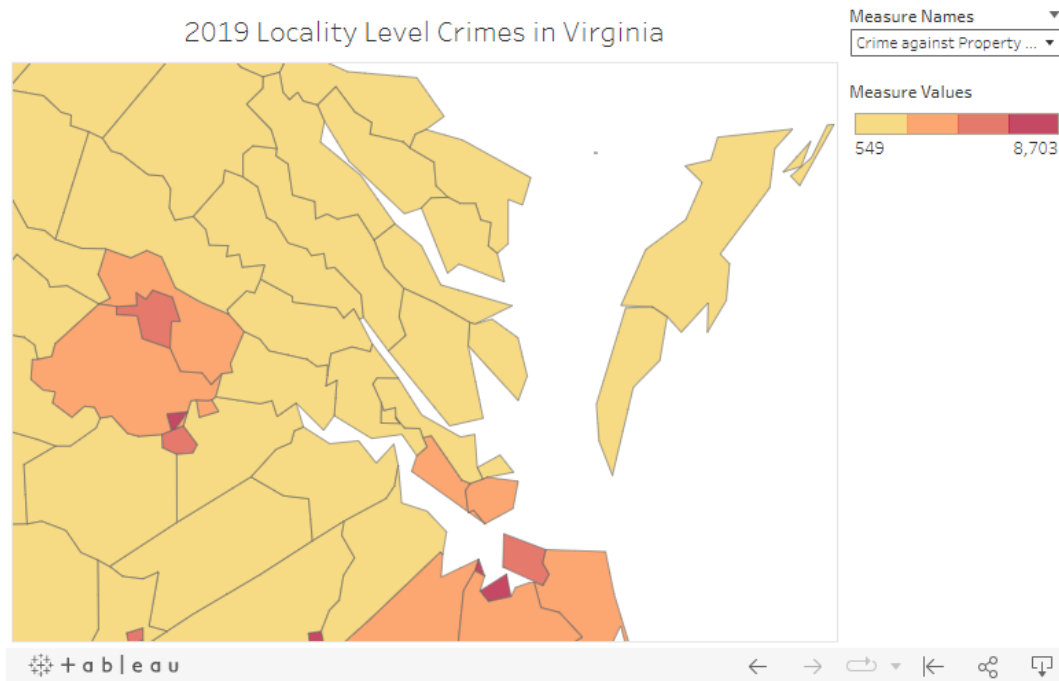 2019 Locality Level Crimes in Virginia
Measure Names
Crime against Property ...
Measure Values
549 8,703
+ a b l e a u